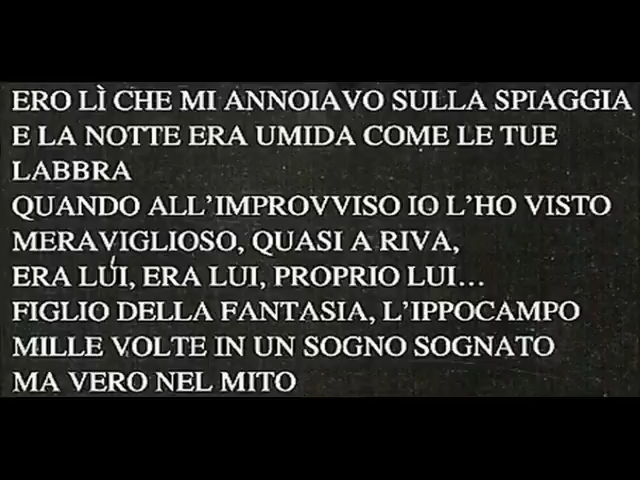 ERO LÌ CHE MI ANNOIAVO SULLA SPIAGGIA
E LA NOTTE ERA UMIDA COME LE TUE
LABBRA
QUANDO ALL'IMPROVVISO IO L'HO VISTO
MERAVIGLIOSO, QUASI A RIVA,
ERA LUI, ERA LUI, PROPRIO LUI...
FIGLIO DELLA FANTASIA, L'IPPOCAMPO
MILLE VOLTE IN UN SOGNO SOGNATO
MA VERO NEL MITO